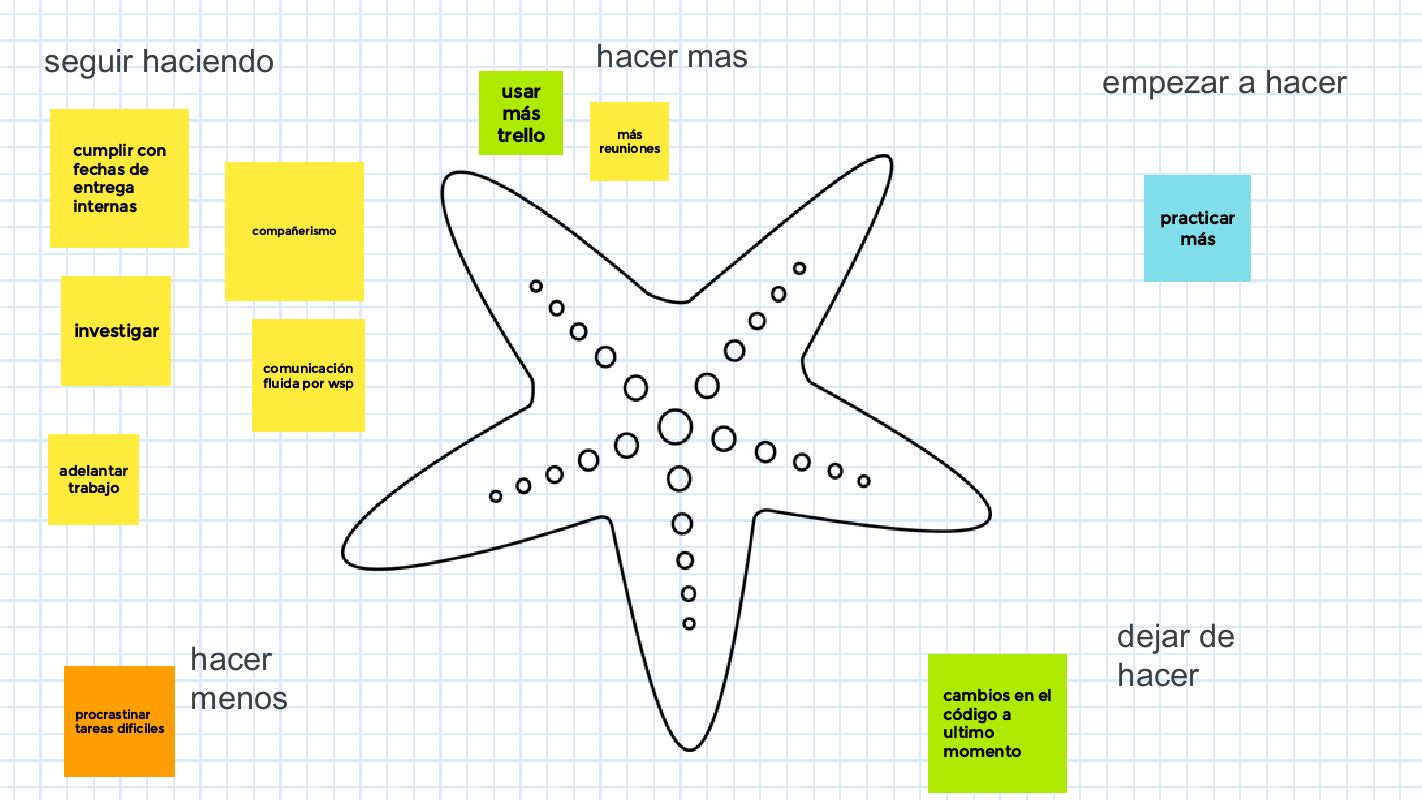 seguir haciendo
cumplir con
fechas de
entrega
internas
compañerismo
investigar
comunicación
fluida por wsp
adelantar
trabajo
hacer mas
usar
más
trello
más
reuniones
empezar a hacer
practicar
más
hacer
menos
procrastinar
tareas dificiles
dejar de
hacer
cambios en el
código a
ultimo
momento